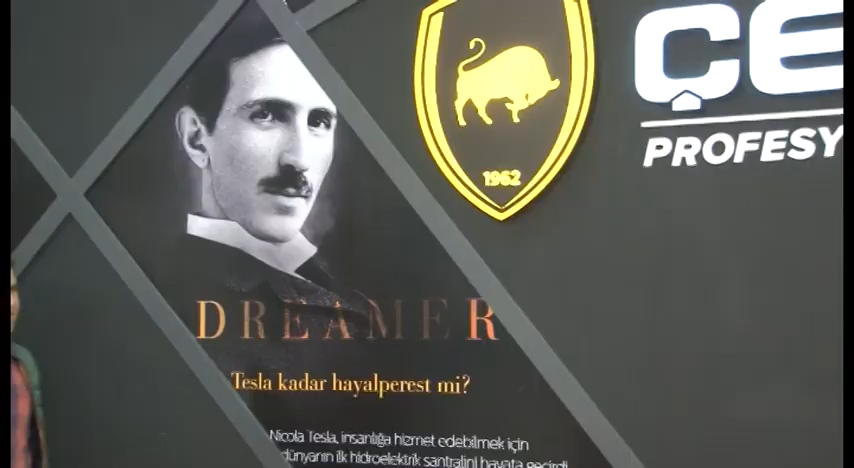 ÇE
PROFESY
1962
DREAMER
Tesla kadar hayalperest mi?
Nicola Tesla, insanlığa hizmet edebilmek için
dünyanın ilk hidroelektrik santralini hayata geçirdi